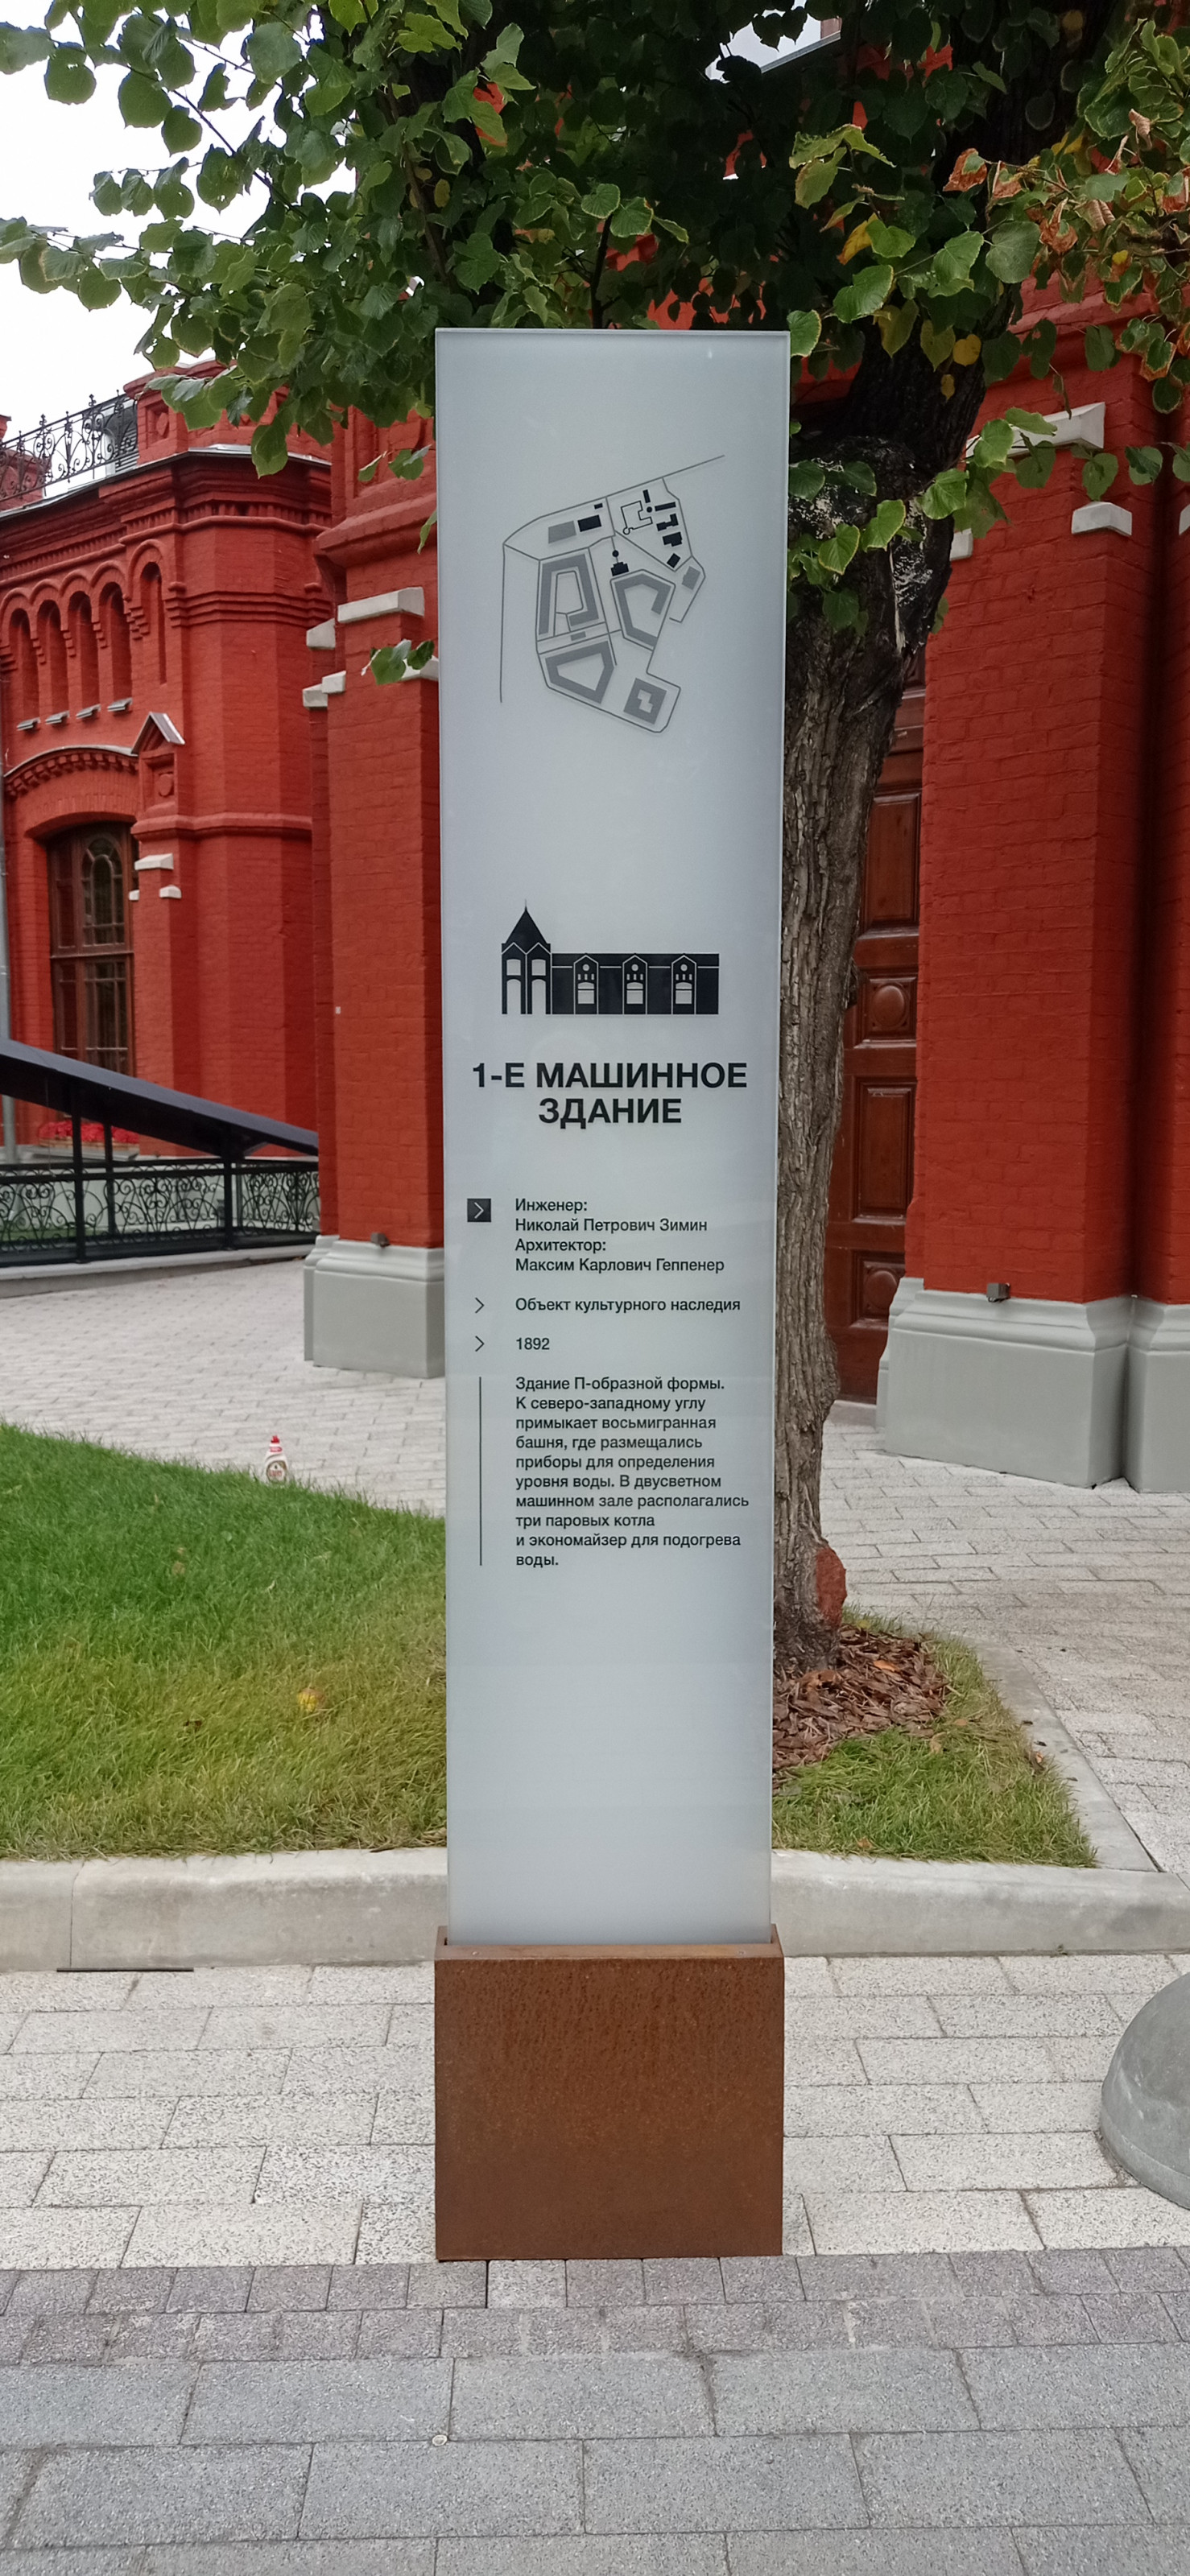 1-Е МАШИННОЕ
ЗДАНИЕ
Инженер:
Николай Петрович Зимин
Архитектор:
Максим Карлович Геппенер
Объект культурного наследия
1892
Здание П-образной формы.
К северо-западному углу
примыкает восьмигранная
башня, где размещались
приборы для определения
уровня воды. В двусветном
машинном зале располагались
три паровых котла
и экономайзер для подогрева
воды.